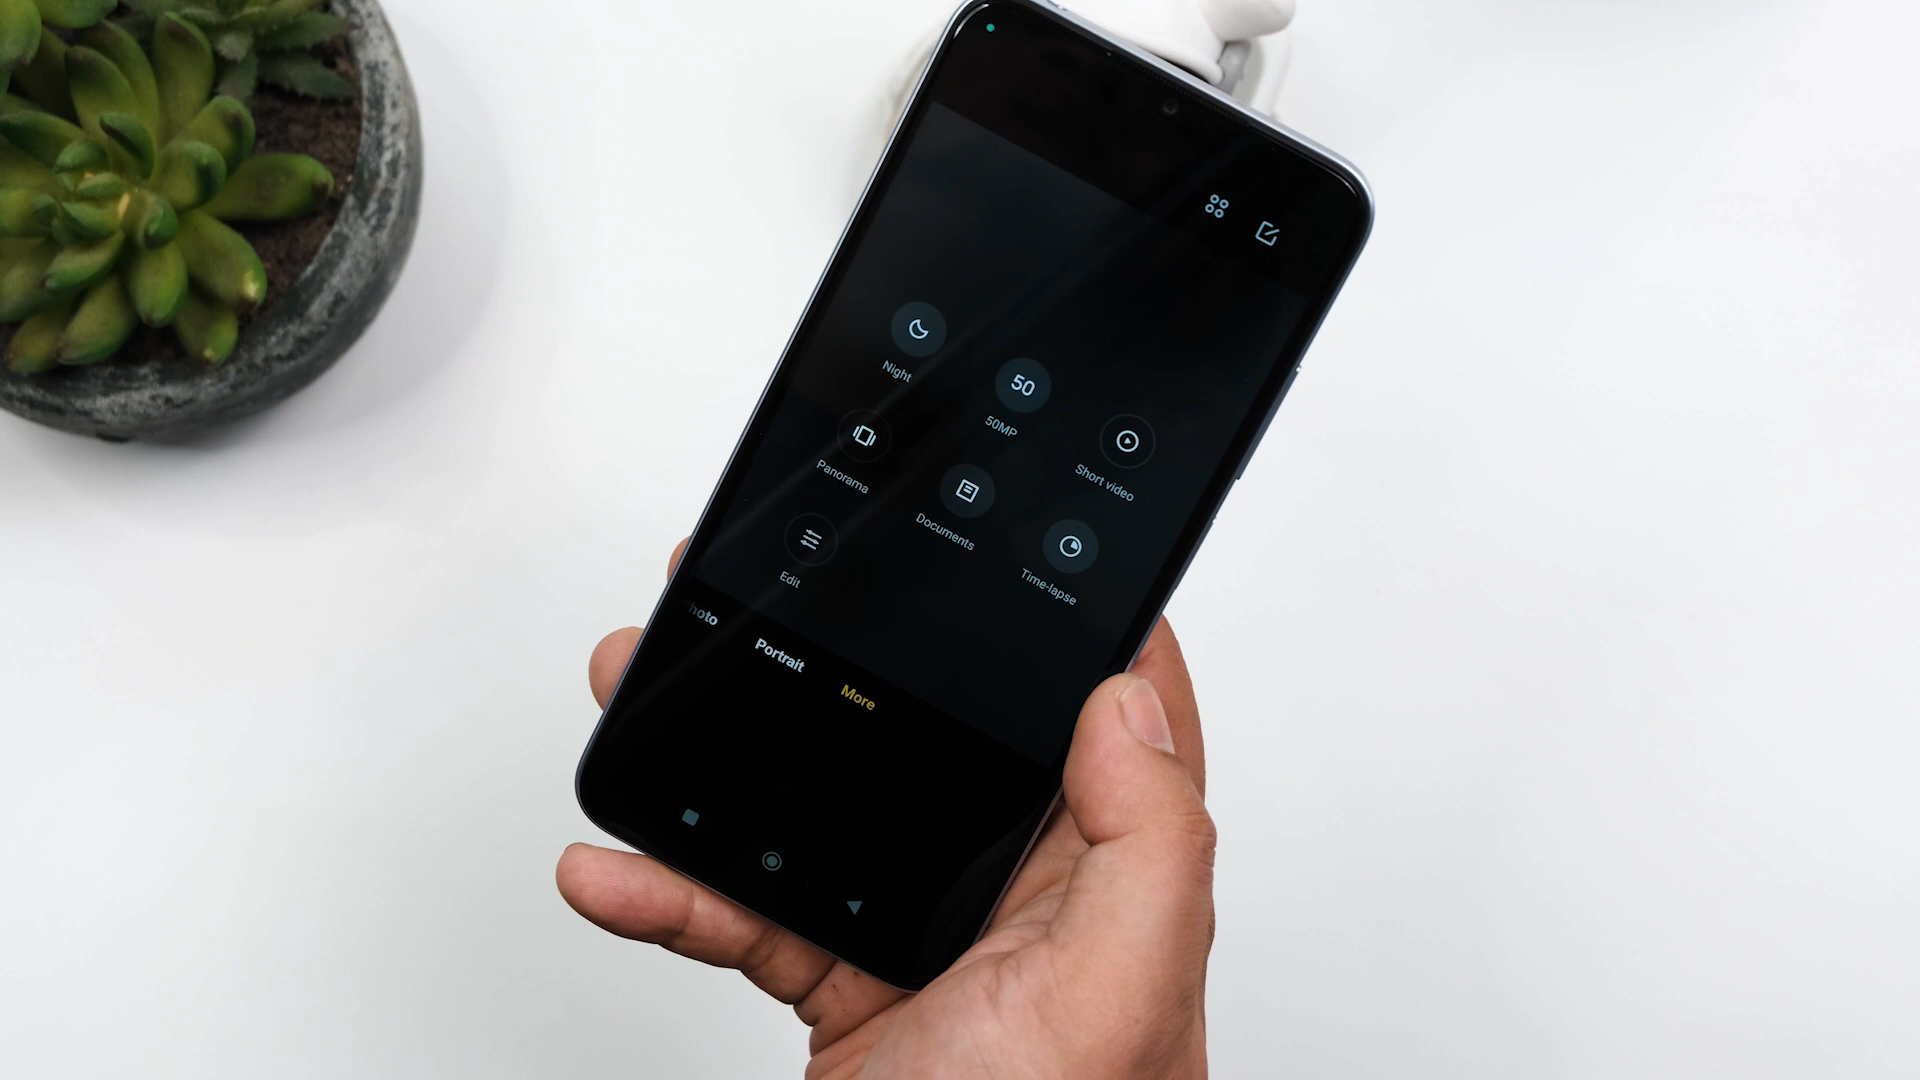 Night
50
50MP
Short video
Panorama
Documents
Time-lapse
Edit
hoto
Portrait
More